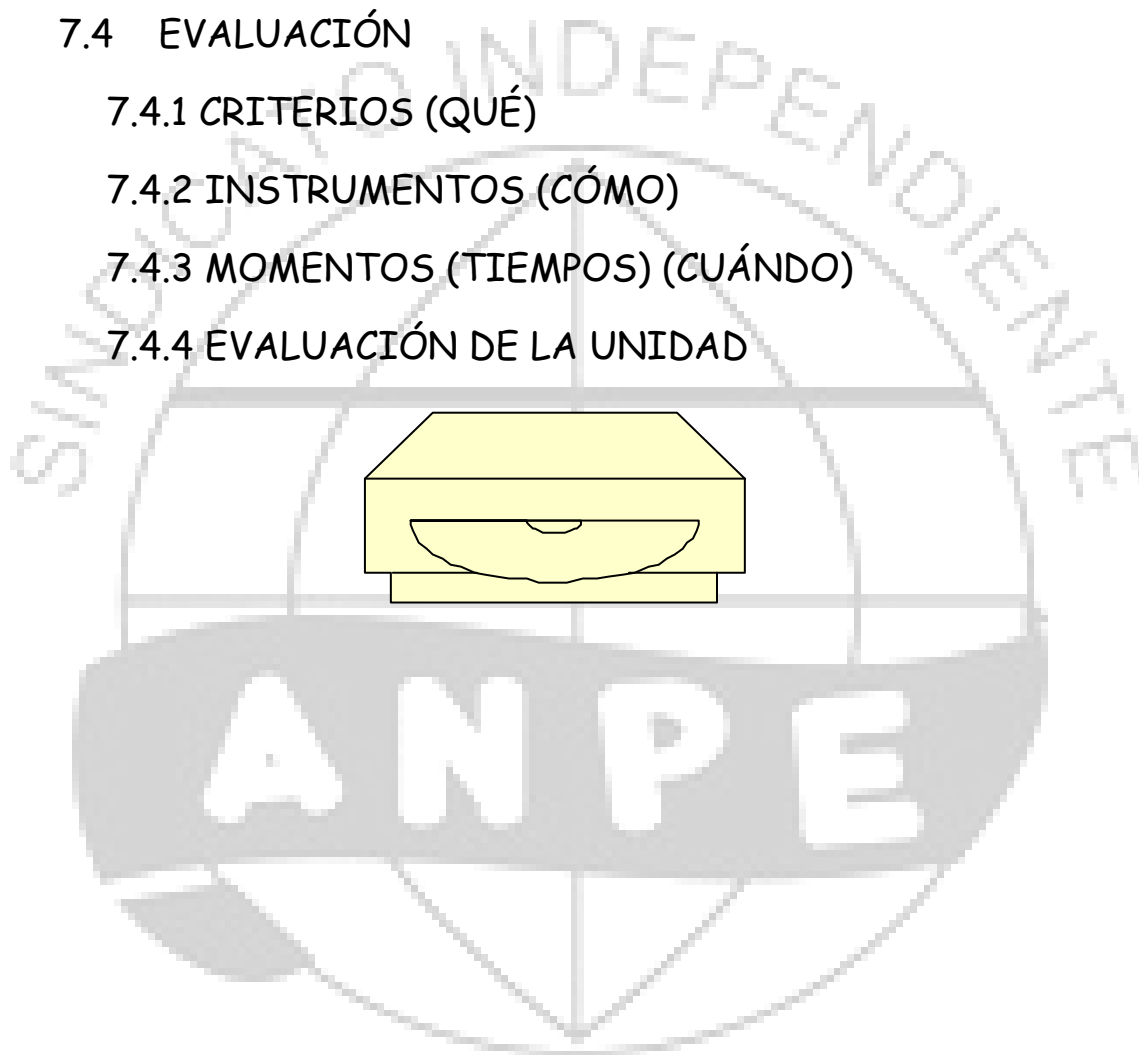 7.4 EVALUACIÓN
7.4.1 CRITERIOS (QUÉ)
7.4.2 INSTRUMENTOS (CÓMO)
7.4.3 MOMENTOS (TIEMPOS) (CUÁNDO)
7.4.4 EVALUACIÓN DE LA UNIDAD
SINDICATO INDEPENDIENTE
ANPE